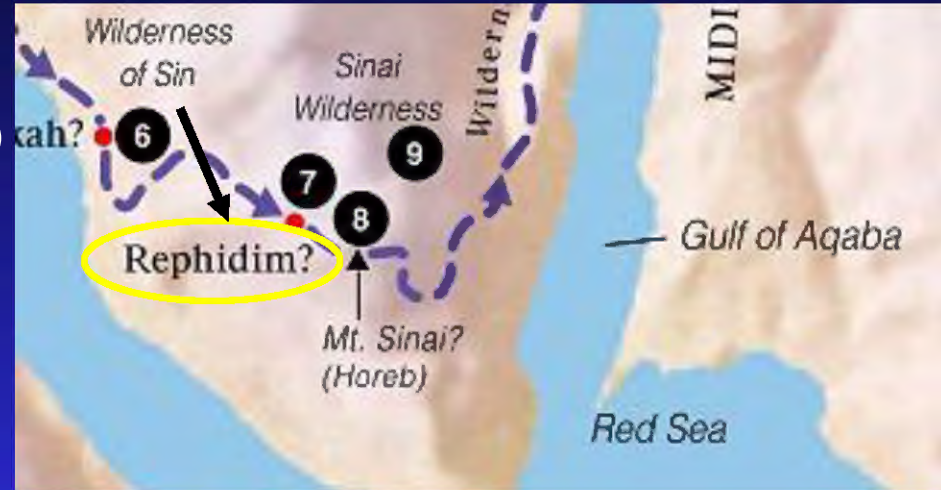 Wilderness
of Sin
Sinai
Wilderness
Wildern
MIDI
kah?
6
9
7
8
Rephidim?
Gulf of Aqaba
Mt. Sinai?
(Horeb)
Red Sea